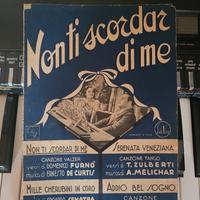 Non ti scordar
di me
NON TI SCORDAR DI ME
SERENATA VENEZIANA
CANZONE VALZER
versi di DOMENICO FURNÒ
musica di ERNESTO DE CURTIS
CANZONE TANGO
versi di T. ZULBERTI
musica di A. MELICHAR
MILLE CHERUBINI IN CORO
ADDIO BEL SOGNO
CANZONE